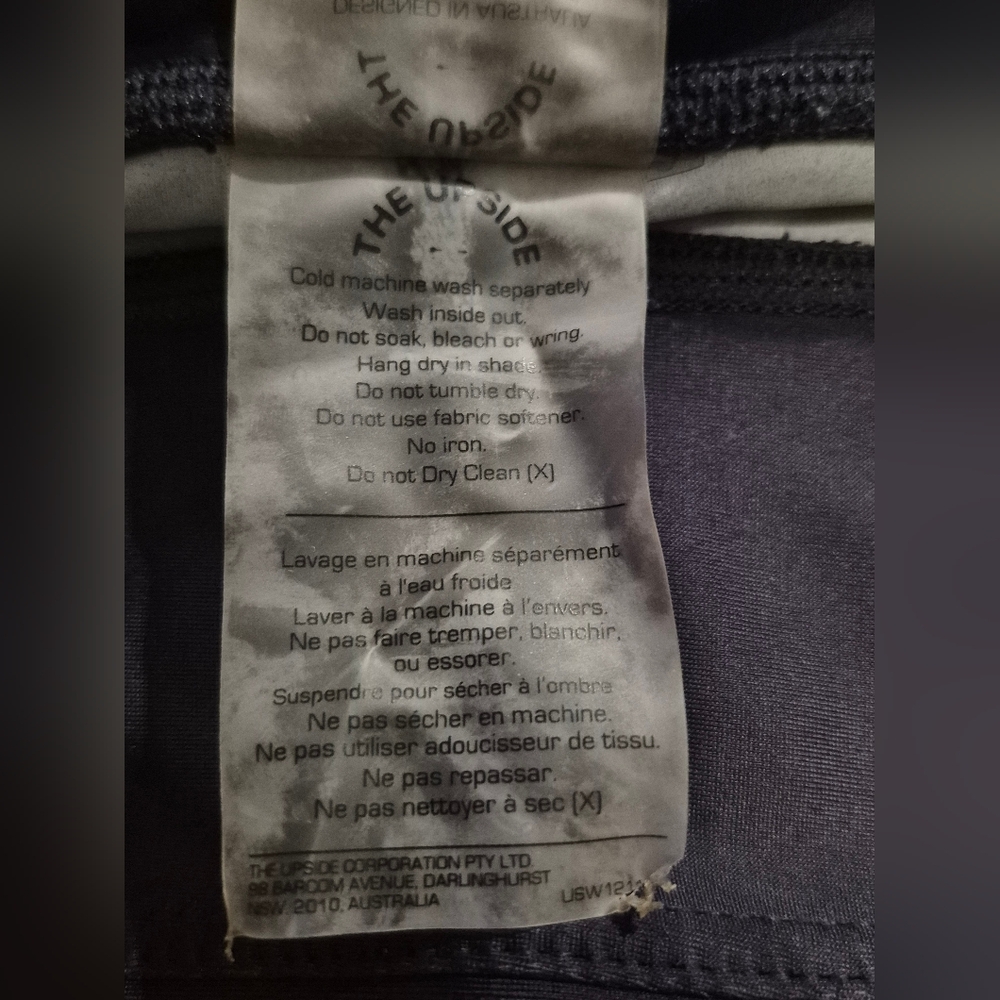 DESIGNED IN AUSTRALIA
THE UPSIDE
THE UPSIDE
Cold machine wash separately
Wash inside out.
Do not soak, bleach or wring.
Hang dry in shade.
Do not tumble dry.
Do not use fabric softener.
No iron.
Do not Dry Clean (X)
Lavage en machine séparément
à l'eau froide
Laver à la machine à l'envers.
Ne pas faire tremper, blanchir,
ou essorer.
Suspendre pour sécher à l'ombre
Ne pas sécher en machine.
Ne pas utiliser adoucisseur de tissu.
Ne pas repassar.
Ne pas nettoyer à sec (X)
THE UPSIDE CORPORATION PTY LTD.
98 BARCOM AVENUE, DARLINGHURST
NSW, 2010, AUSTRALIA